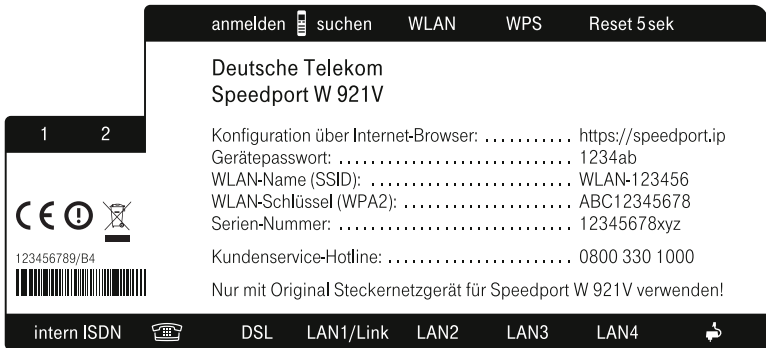 anmelden suchen WLAN WPS Reset 5sek
Deutsche Telekom
Speedport W 921V
1 2
Konfiguration über Internet-Browser: ........... https://speedport.ip
Gerätepasswort: ............................. 1234ab
WLAN-Name (SSID): ......................... WLAN-123456
WLAN-Schlüssel (WPA2): ...................... ABC12345678
Serien-Nummer: .............................. 12345678xyz
CE
123456789/B4
Kundenservice-Hotline: ....................... 0800 330 1000
Nur mit Original Steckernetzgerät für Speedport W 921V verwenden!
intern ISDN DSL LAN1/Link LAN2 LAN3 LAN4